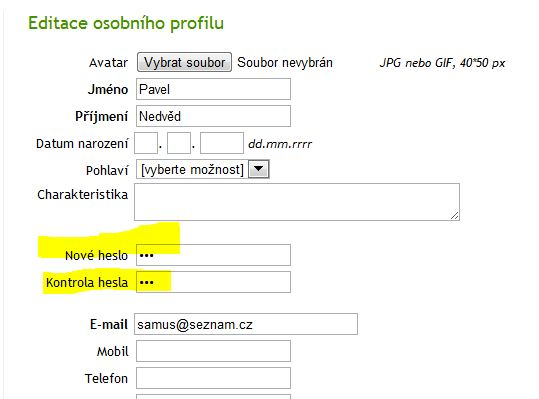 Editace osobního profilu
Avatar Vybrat soubor Soubor nevybrán JPG nebo GIF, 40*50 px
Jméno Pavel
Příjmení Nedvěd
Datum narození . . dd.mm.rrrr
Pohlaví [vyberte možnost]
Charakteristika
Nové heslo •••
Kontrola hesla •••
E-mail samus@seznam.cz
Mobil
Telefon